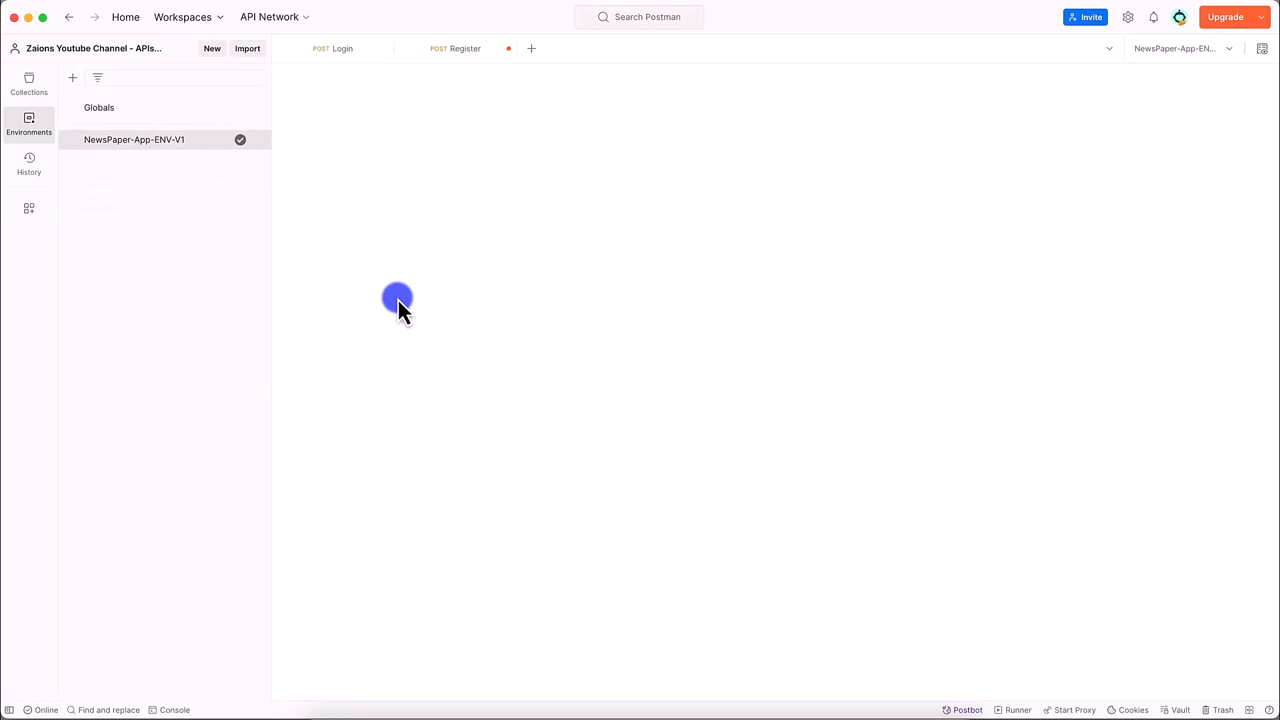 Home Workspaces API Network Search Postman Invite Upgrade
Zaions Youtube Channel - APIs... New Import POST Login POST Register NewsPaper-App-EN...
Collections
Globals
Environments
NewsPaper-App-ENV-V1
History
Online Find and replace Console Postbot Runner Start Proxy Cookies Vault Trash